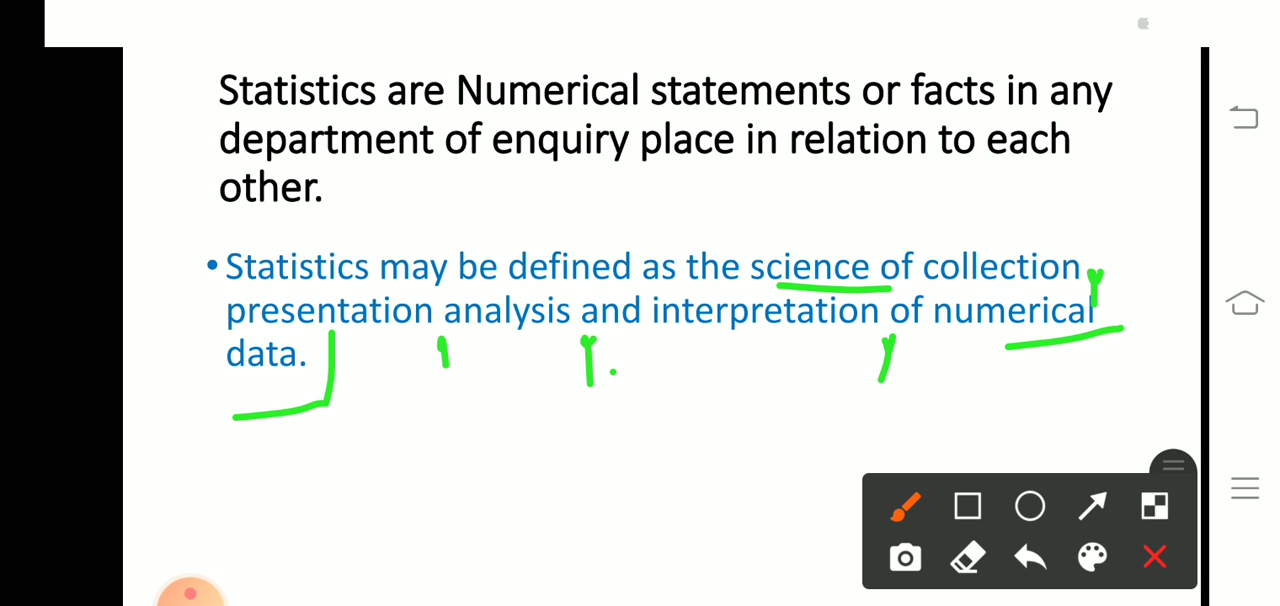 Statistics are Numerical statements or facts in any
department of enquiry place in relation to each
other.
• Statistics may be defined as the science of collection
presentation analysis and interpretation of numerical
data.